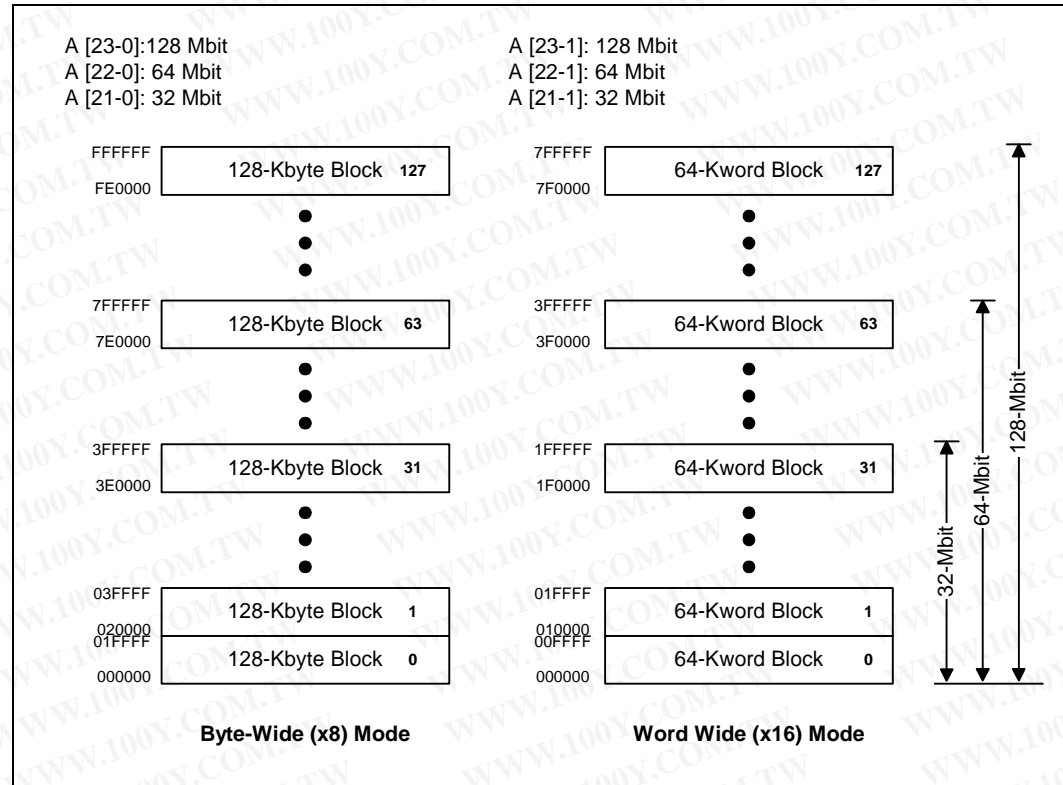 A [23-0]:128 Mbit
A [22-0]: 64 Mbit
A [21-0]: 32 Mbit
A [23-1]: 128 Mbit
A [22-1]: 64 Mbit
A [21-1]: 32 Mbit
FFFFFF
128-Kbyte Block 127
FE0000
7FFFFF
128-Kbyte Block 63
7E0000
3FFFFF
128-Kbyte Block 31
3E0000
03FFFF
128-Kbyte Block 1
020000
01FFFF
128-Kbyte Block 0
000000
Byte-Wide (x8) Mode
7FFFFF
64-Kword Block 127
7F0000
3FFFFF
64-Kword Block 63
3F0000
1FFFFF
64-Kword Block 31
1F0000
01FFFF
64-Kword Block 1
010000
00FFFF
64-Kword Block 0
000000
Word Wide (x16) Mode
32-Mbit
64-Mbit
128-Mbit
WWW.100Y.COM.TW